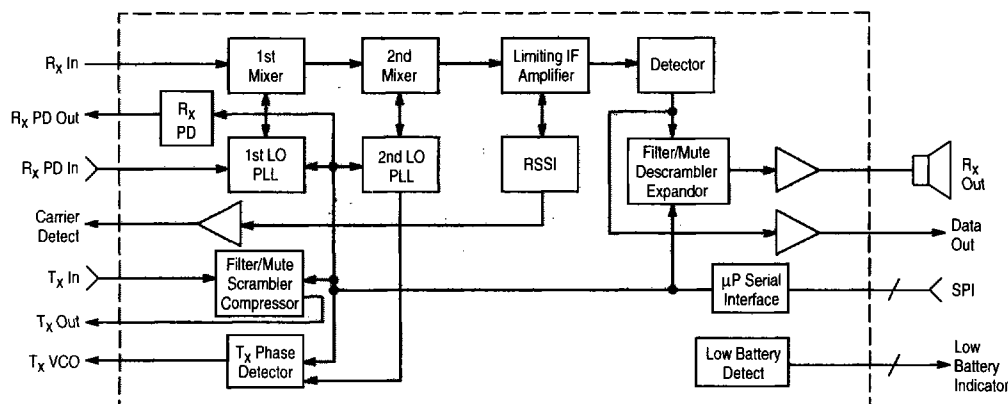 Rx In
1st
Mixer
2nd
Mixer
Limiting IF
Amplifier
Detector
Rx PD Out
Rx
PD
Rx PD In
1st LO
PLL
2nd LO
PLL
RSSI
Filter/Mute
Descrambler
Expandor
Rx
Out
Carrier
Detect
Data
Out
Tx In
Filter/Mute
Scrambler
Compressor
µP Serial
Interface
SPI
Tx Out
Tx VCO
Tx Phase
Detector
Low Battery
Detect
Low
Battery
Indicator